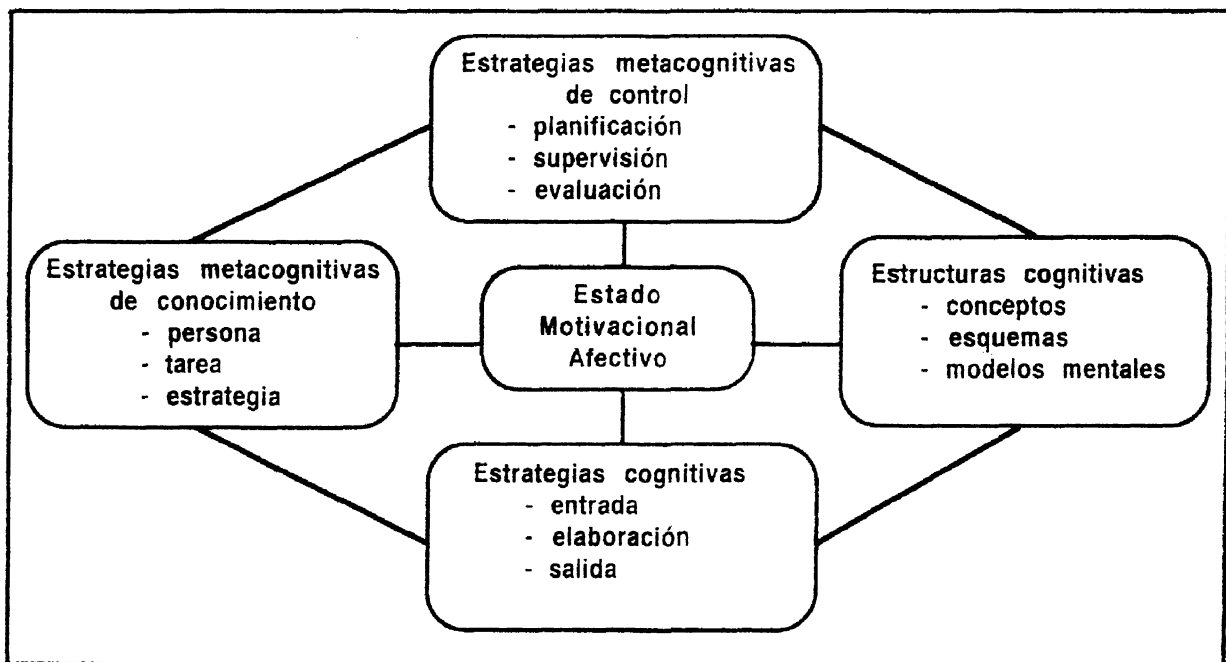 Estrategias metacognitivas
de control
- planificación
- supervisión
- evaluación
Estrategias metacognitivas
de conocimiento
- persona
- tarea
- estrategia
Estado
Motivacional
Afectivo
Estructuras cognitivas
- conceptos
- esquemas
- modelos mentales
Estrategias cognitivas
- entrada
- elaboración
- salida